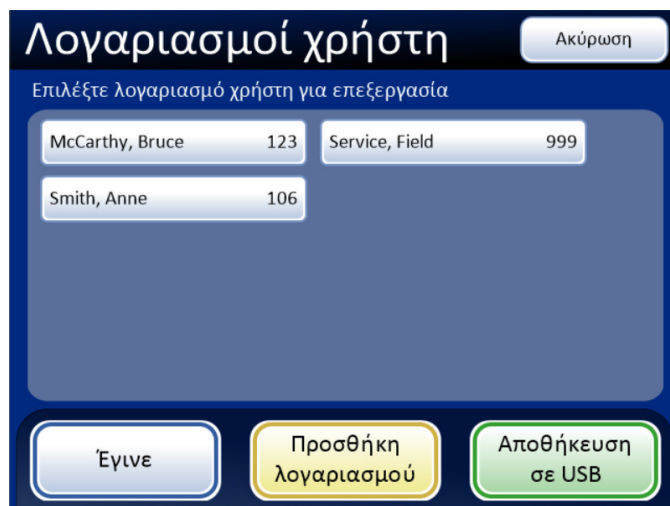 Λογαριασμοί χρήστη
Ακύρωση
Επιλέξτε λογαριασμό χρήστη για επεξεργασία
McCarthy, Bruce 123
Service, Field 999
Smith, Anne 106
Έγινε
Προσθήκη
λογαριασμού
Αποθήκευση
σε USB